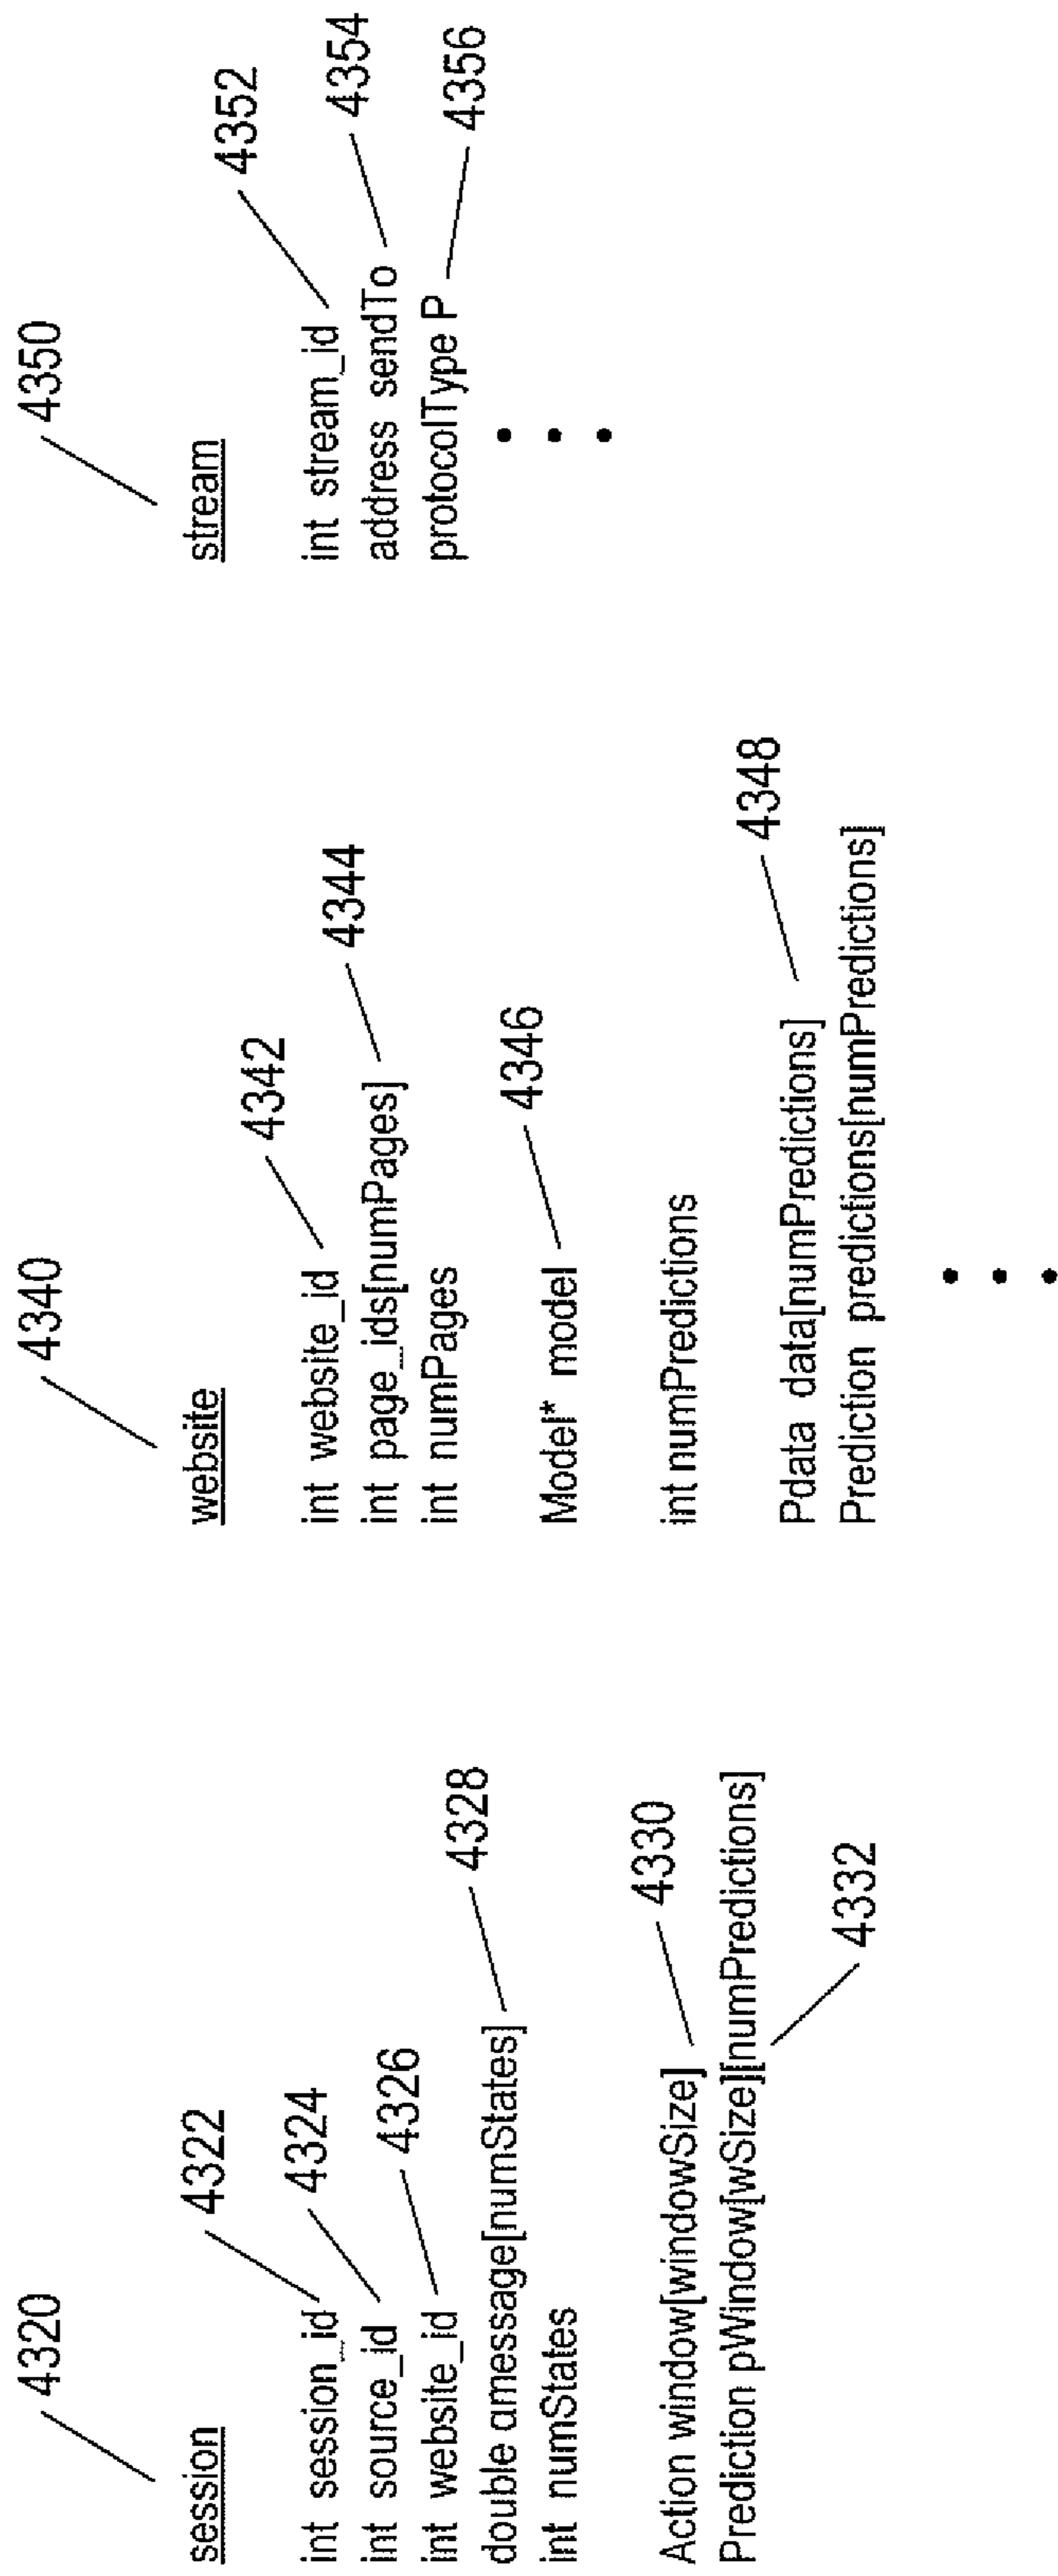 4320
session
4322
int session_id
4324
int source_id
4326
int website_id
4328
double αmessage[numStates]
int numStates
4330
Action window[windowSize]
Prediction pWindow[wSize][numPredictions]
4332
4340
website
4342
int website_id
4344
int page_ids[numPages]
int numPages
4346
Model* model
int numPredictions
4348
Pdata data[numPredictions]
Prediction predictions[numPredictions]
4350
stream
4352
int stream_id
4354
address sendTo
4356
protocolType P